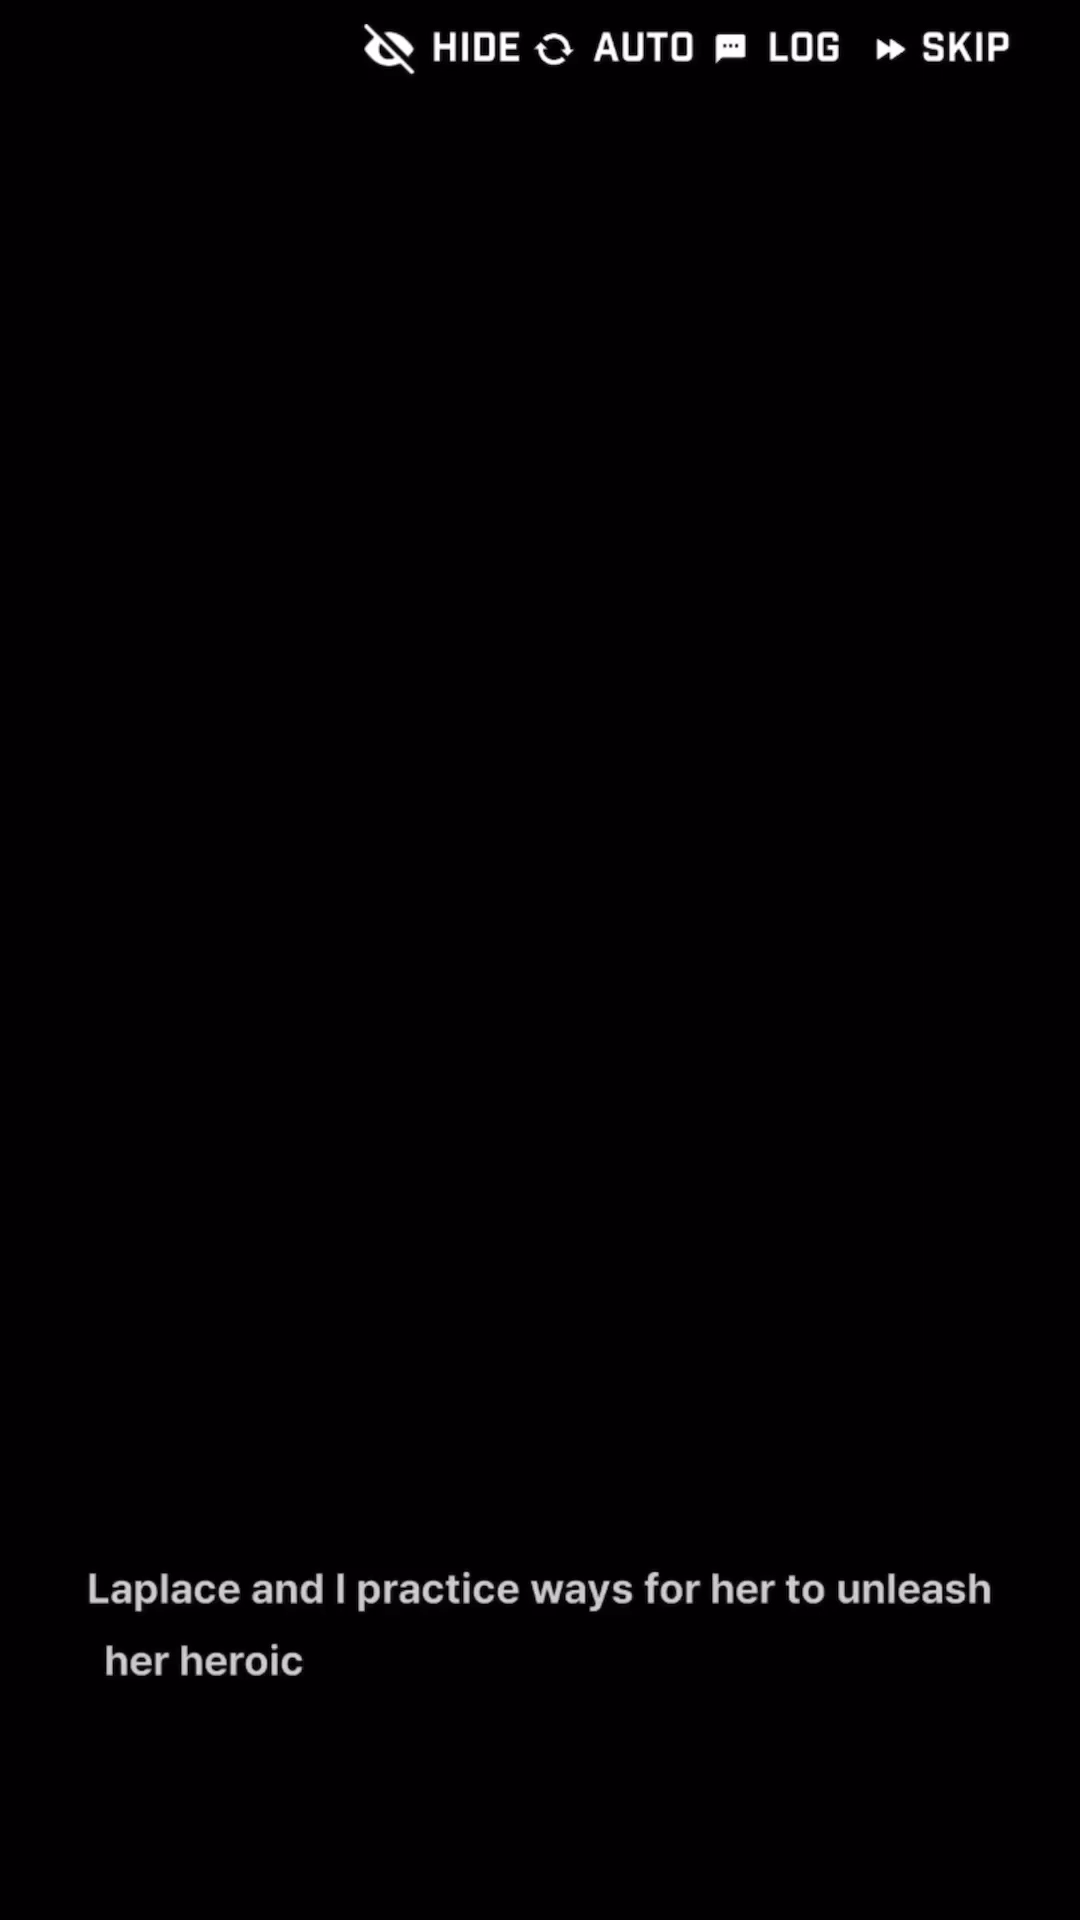 HIDE AUTO LOG SKIP
Laplace and I practice ways for her to unleash
her heroic